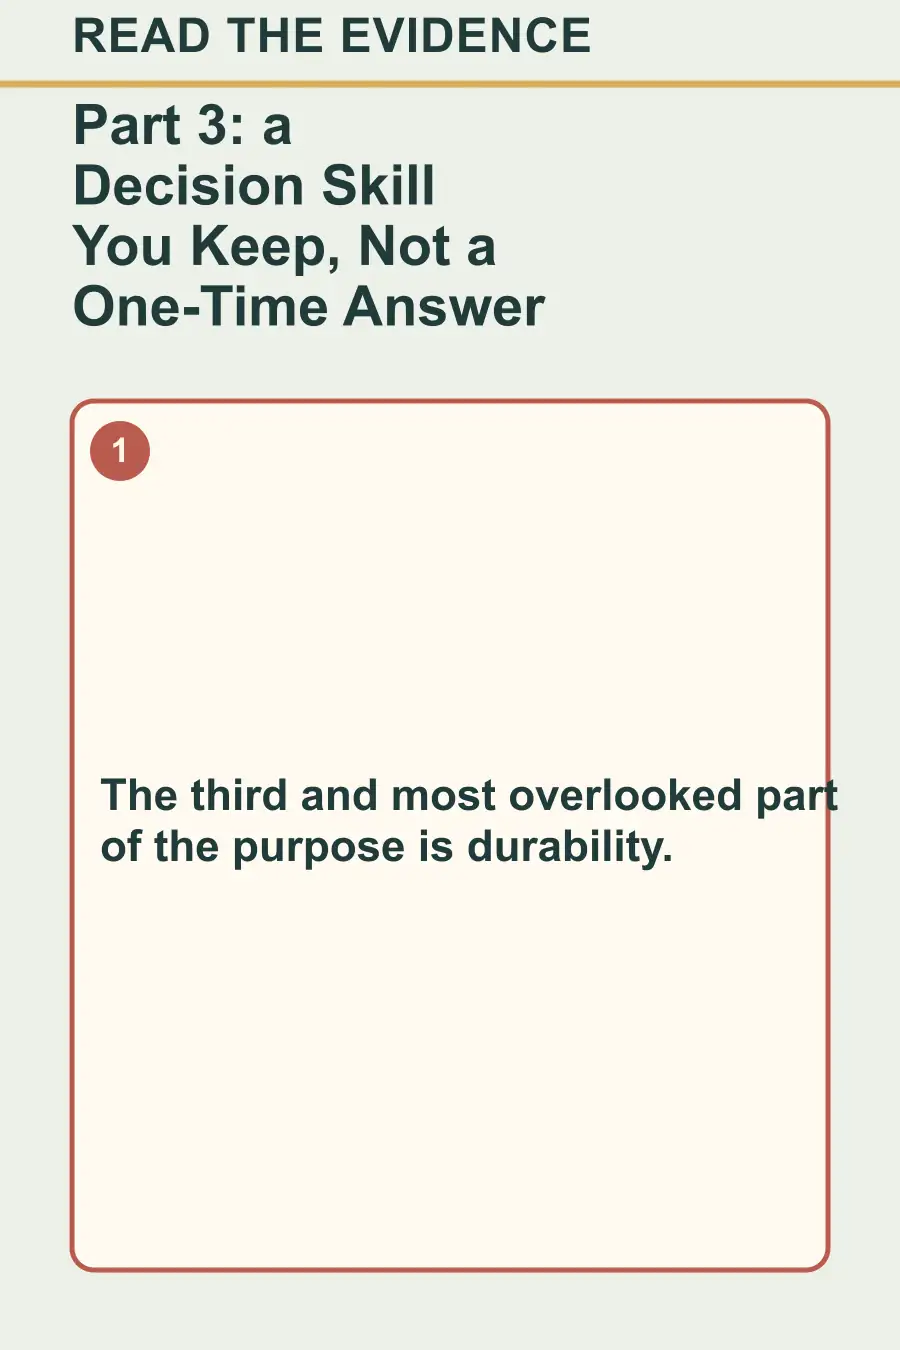 READ THE EVIDENCE
Part 3: a
Decision Skill
You Keep, Not a
One-Time Answer
1
The third and most overlooked part
of the purpose is durability.